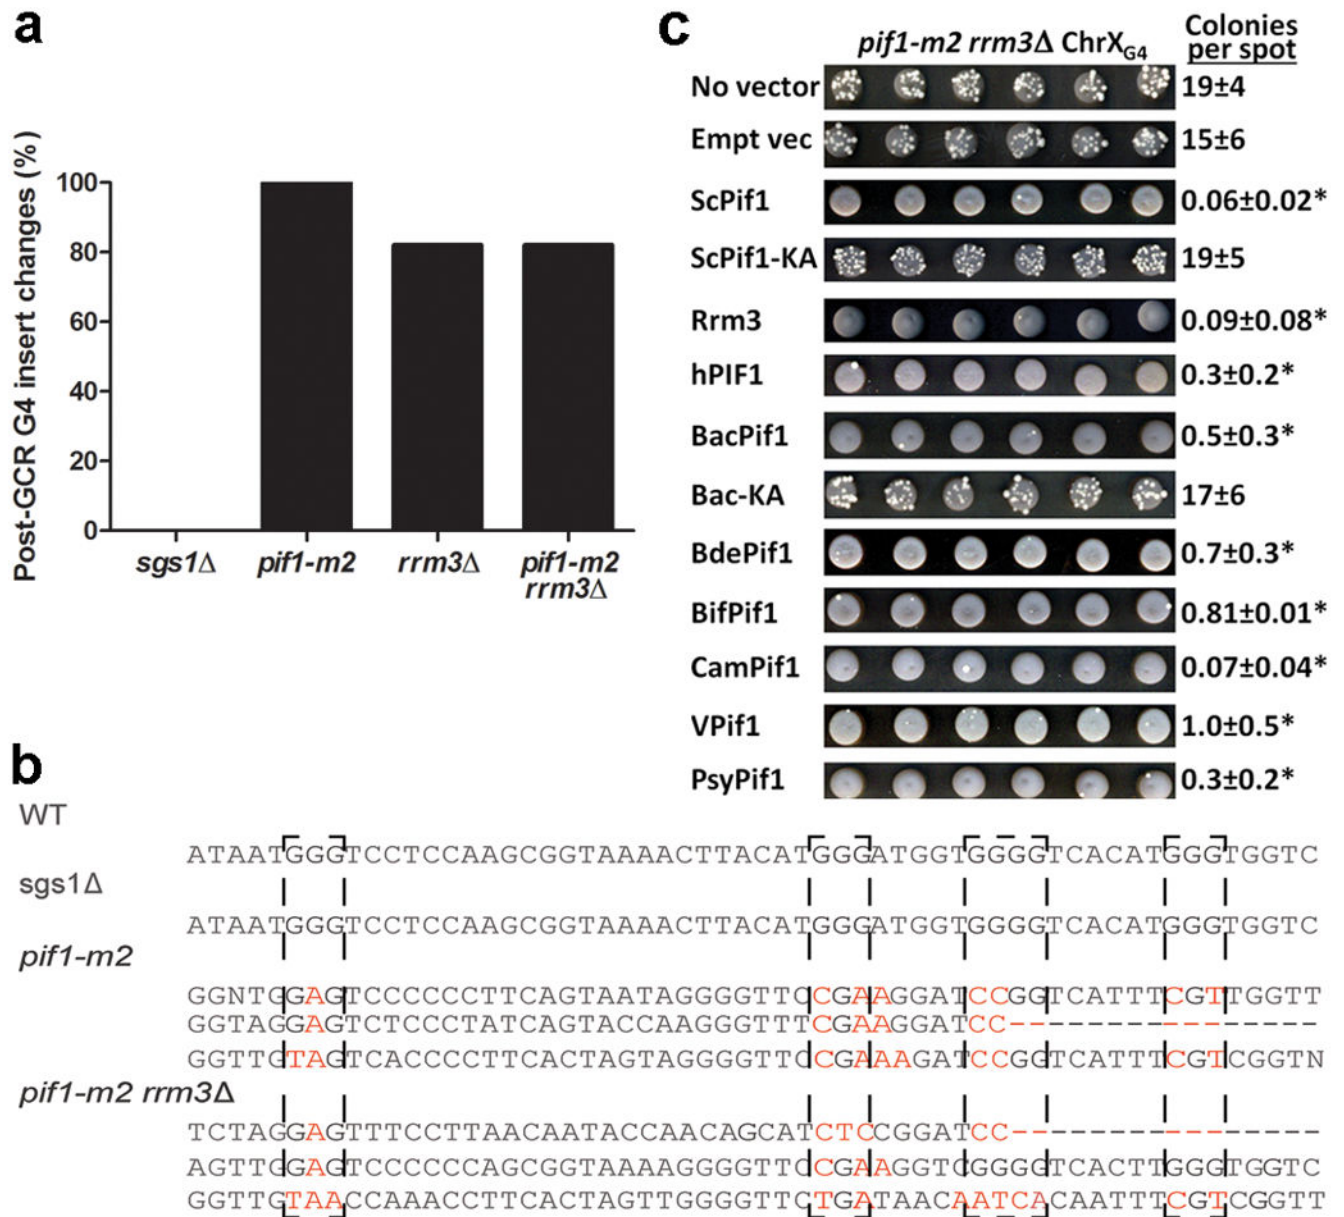 a
Post-GCR G4 insert changes (%)
100
80
60
40
20
0
sgs1Δ
pif1-m2
rrm3Δ
pif1-m2
rrm3Δ
c
pif1-m2 rrm3Δ ChrXG4
Colonies
per spot
No vector 19±4
Empt vec 15±6
ScPif1 0.06±0.02*
ScPif1-KA 19±5
Rrm3 0.09±0.08*
hPIF1 0.3±0.2*
BacPif1 0.5±0.3*
Bac-KA 17±6
BdePif1 0.7±0.3*
BifPif1 0.81±0.01*
CamPif1 0.07±0.04*
VPif1 1.0±0.5*
PsyPif1 0.3±0.2*
b
WT
ATAATGGGTCCTCCAAGCGGTAAAACTTACATGGGATGGTGGGGTCACATGGGTGGTC
sgs1Δ
ATAATGGGTCCTCCAAGCGGTAAAACTTACATGGGATGGTGGGGTCACATGGGTGGTC
pif1-m2
GGNTGGAGTCCCCCCTTCAGTAATAGGGGTTCCGAAGGATCCGGTCATTTCGTTGGTT
GGTAGGAGTCTCCCTATCAGTACCAAGGGTTTCGAAGGATCC-----------------
GGTTGTAGTCACCCCTTCACTAGTAGGGGTTCCGAAAGATCCGGTCATTTCGTCGGTN
pif1-m2 rrm3Δ
TCTAGGAGTTTCCTTAACAATACCAACAGCATCTCCGGATCC-----------------
AGTTGGAGTCCCCCCAGCGGTAAAAGGGGTTCCGAAGGTGGGGGTCACTTGGGTGGTC
GGTTGTAACCAAACCTTCACTAGTTGGGGTTCTGATAACAATCACAATTTCGTCGGTT